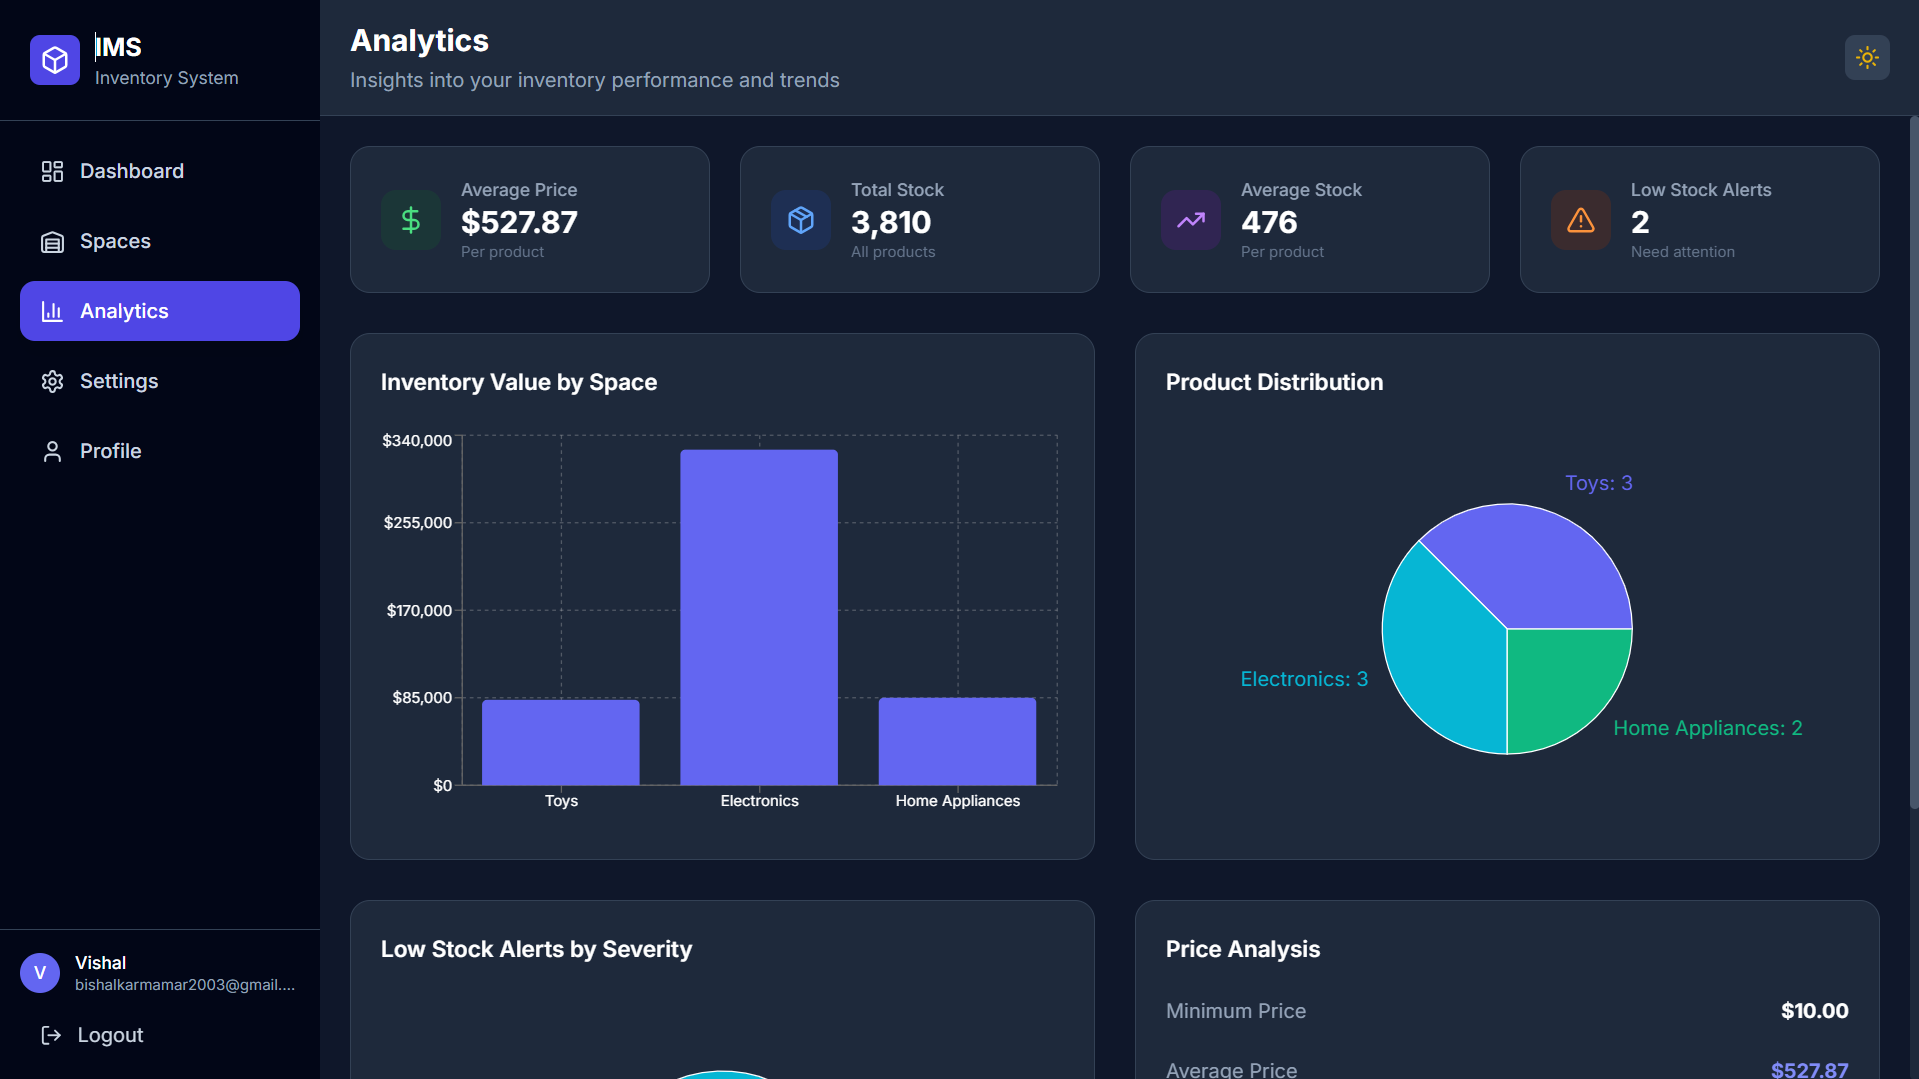 IMS
Inventory System
Dashboard
Spaces
Analytics
Settings
Profile
V
Vishal
bishalkarmamar2003@gmail....
Logout
Analytics
Insights into your inventory performance and trends
Average Price
$527.87
Per product
Total Stock
3,810
All products
Average Stock
476
Per product
Low Stock Alerts
2
Need attention
Inventory Value by Space
$340,000
$255,000
$170,000
$85,000
$0
Toys
Electronics
Home Appliances
Product Distribution
Toys: 3
Electronics: 3
Home Appliances: 2
Low Stock Alerts by Severity
Price Analysis
Minimum Price
$10.00
Average Price
$527.87